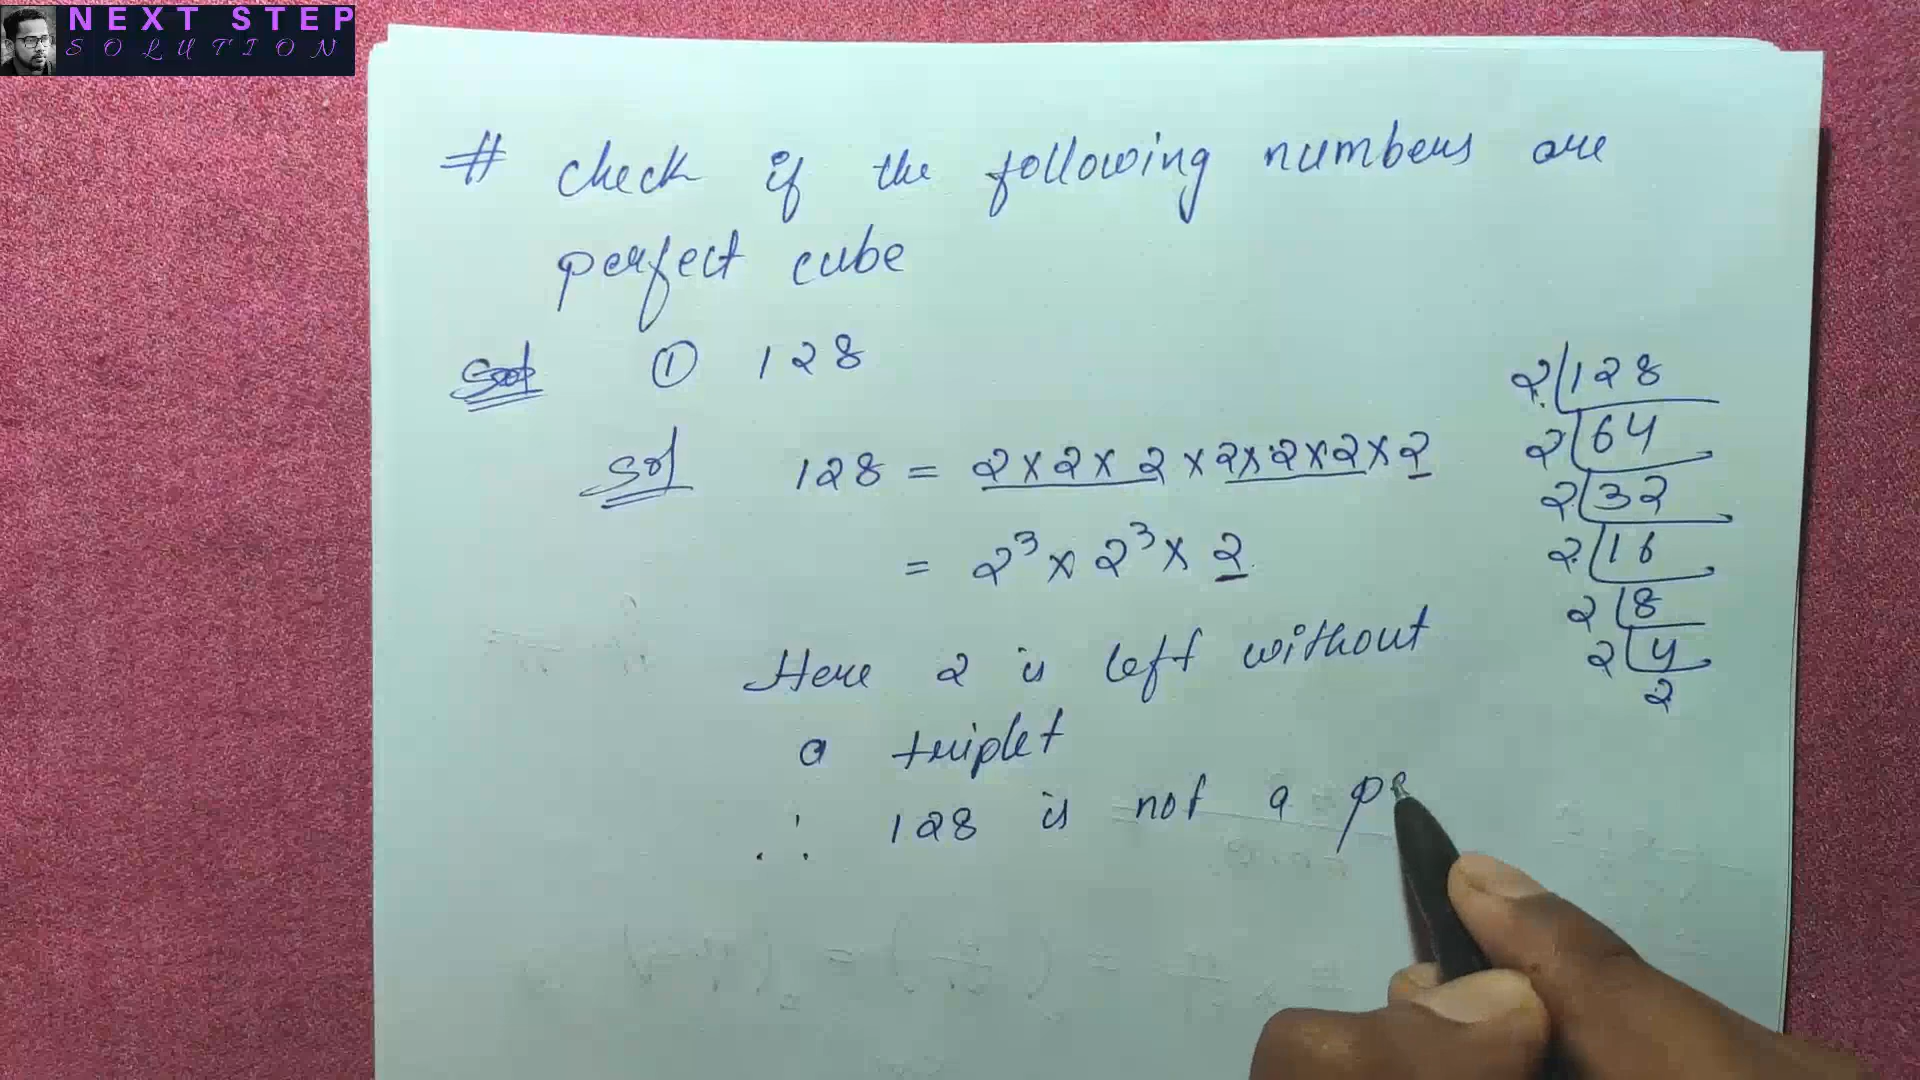 NEXT STEP
SOLUTION
# check if the following numbers are
perfect cube
① 128
Sol 128 = 2×2×2×2×2×2×2
= 2³×2³×2
Here 2 is left without
a triplet
∴ 128 is not a pe
2 128
2 64
2 32
2 16
2 8
2 4
2